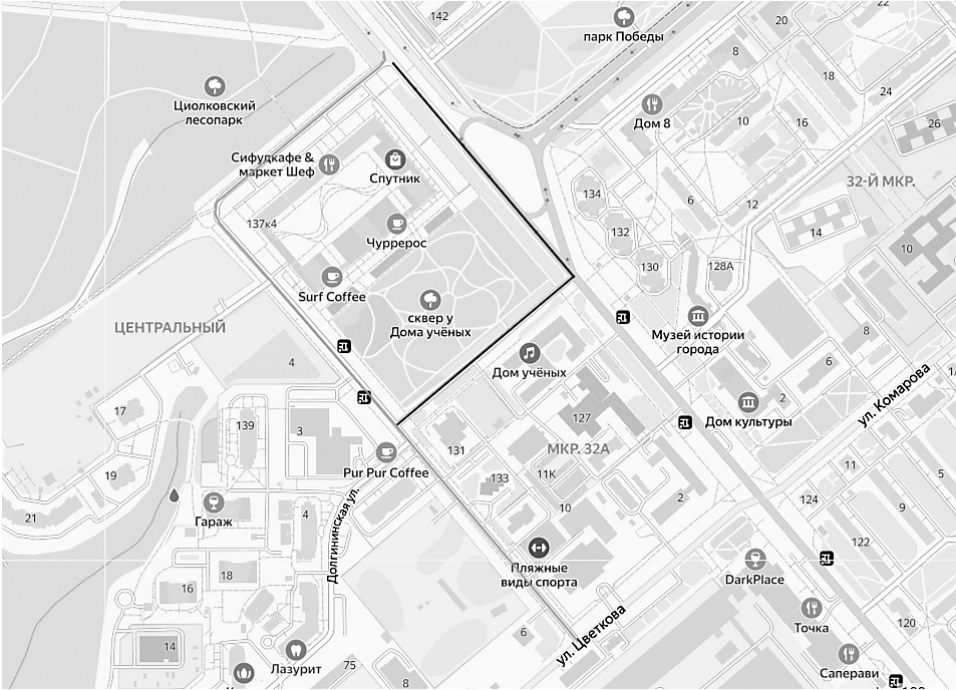 142
парк Победы
20
22
8
18
24
Циолковский
лесопарк
Дом 8
10
16
26
Сифудкафе &
маркет Шеф
Спутник
134
6
12
32-Й МКР.
137к4
Чуррерос
132
14
10
130
128А
Surf Coffee
сквер у
Дома учёных
ЦЕНТРАЛЬНЫЙ
Музей истории
города
8
4
Дом учёных
6
ул. Комарова
17
139
3
127
2
Дом культуры
131
МКР. 32А
Pur Pur Coffee
19
133
11К
11
5
21
Гараж
4
10
2
124
9
Долгининская ул.
122
18
Пляжные
виды спорта
DarkPlace
16
ул. Цветкова
Точка
120
6
14
Лазурит
75
Саперави
8